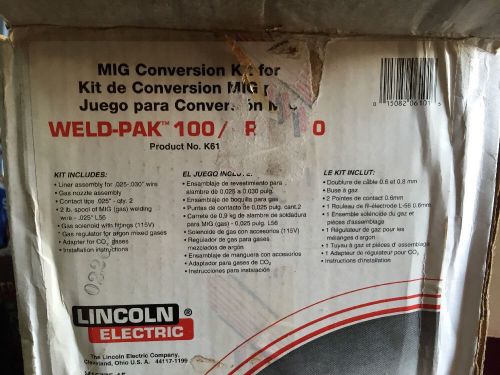 MIG Conversion Kit for
Kit de Conversion MIG
Juego para Conversión MIG
WELD-PAK™ 100/
Product No. K61
15082 06101
KIT INCLUDES:
• Liner assembly for .025-.030" wire
• Gas nozzle assembly
• Contact tips .025" - qty. 2
• 2 lb. spool of MIG (gas) welding
wire - .025" L56
• Gas solenoid with fittings (115V)
• Gas regulator for argon mixed gases
• Adapter for CO₂ gases
• Installation instructions
EL JUEGO
• Ensamblaje de revestimiento para
alambre de 0.025 a 0.030 pulg.
• Ensamblaje de boquilla para gas
• Puntas de contacto de 0.025 pulg. cant.2
• Carrete de 0,9 kg de alambre de soldadura
para MIG (gas) - 0,025 pulg. L56
• Solenoide de gas con accesorios (115V)
• Regulador de gas para gases
mezclados de argón
• Ensamblaje de manguera con accesorios
• Adaptador para gases de CO₂
• Instrucciones para instalación
LE KIT INCLUT:
• Doublure de câble 0.6 et 0,8 mm
• Buse à gaz
• 2 Pointes de contact 0.6mm
• 1 Rouleau de fil-électrode L-56 0.6mm
• 1 Ensemble solénoïde du gaz et
pièces d'assemblage
• 1 Régulateur de gaz pour les
mélanges d'argon
• 1 Tuyau à gaz et pièces d'assemblage
• 1 Adapteur de régulateur pour CO₂
• Instructions d'installation
LINCOLN
ELECTRIC
The Lincoln Electric Company,
Cleveland, Ohio U.S.A. 44117-1199